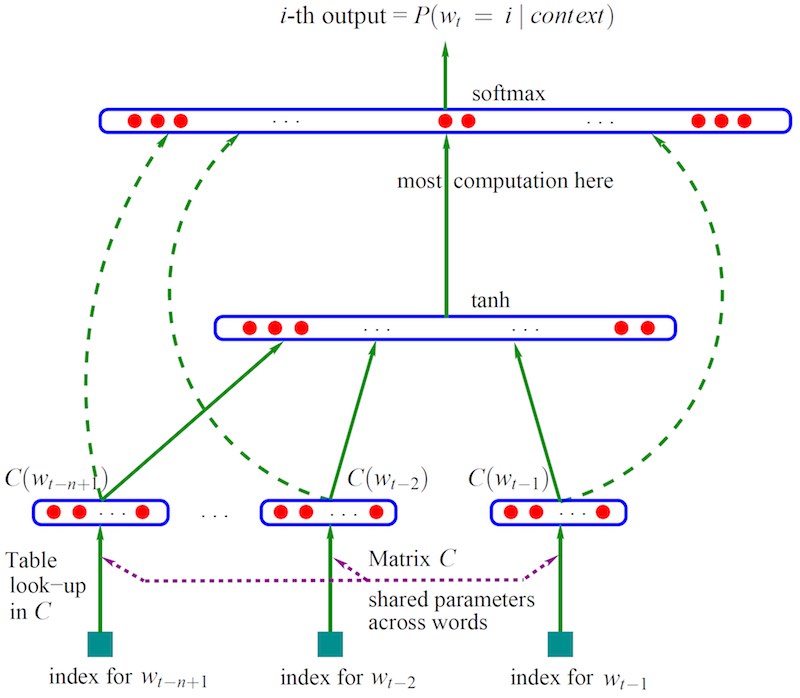 i-th output = P(w_t = i | context)
softmax
. . .
. . .
most computation here
tanh
. . .
. . .
C(w_{t−n+1})
C(w_{t−2})
C(w_{t−1})
. . .
. . .
. . .
. . .
Table
look−up
in C
Matrix C
shared parameters
across words
index for w_{t−n+1}
index for w_{t−2}
index for w_{t−1}